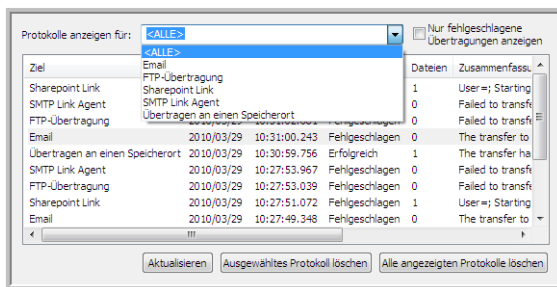 Protokolle anzeigen für: <ALLE> Nur fehlgeschlagene Übertragungen anzeigen
<ALLE>
Email
FTP-Übertragung
Sharepoint Link
SMTP Link Agent
Übertragen an einen Speicherort
Ziel Dateien Zusammenfassu
Sharepoint Link 1 User=; Starting
SMTP Link Agent 0 Failed to transfe
FTP-Übertragung 2010/03/29 Fehlgeschlagen 0 Failed to transfe
Email 2010/03/29 10:31:00.243 Fehlgeschlagen 0 The transfer to
Übertragen an einen Speicherort 2010/03/29 10:30:59.756 Erfolgreich 1 The transfer ha
SMTP Link Agent 2010/03/29 10:27:53.967 Fehlgeschlagen 0 Failed to transfe
FTP-Übertragung 2010/03/29 10:27:53.039 Fehlgeschlagen 0 Failed to transfe
Sharepoint Link 2010/03/29 10:27:51.072 Fehlgeschlagen 1 User=; Starting
Email 2010/03/29 10:27:49.348 Fehlgeschlagen 0 The transfer to
Aktualisieren Ausgewähltes Protokoll löschen Alle angezeigten Protokolle löschen